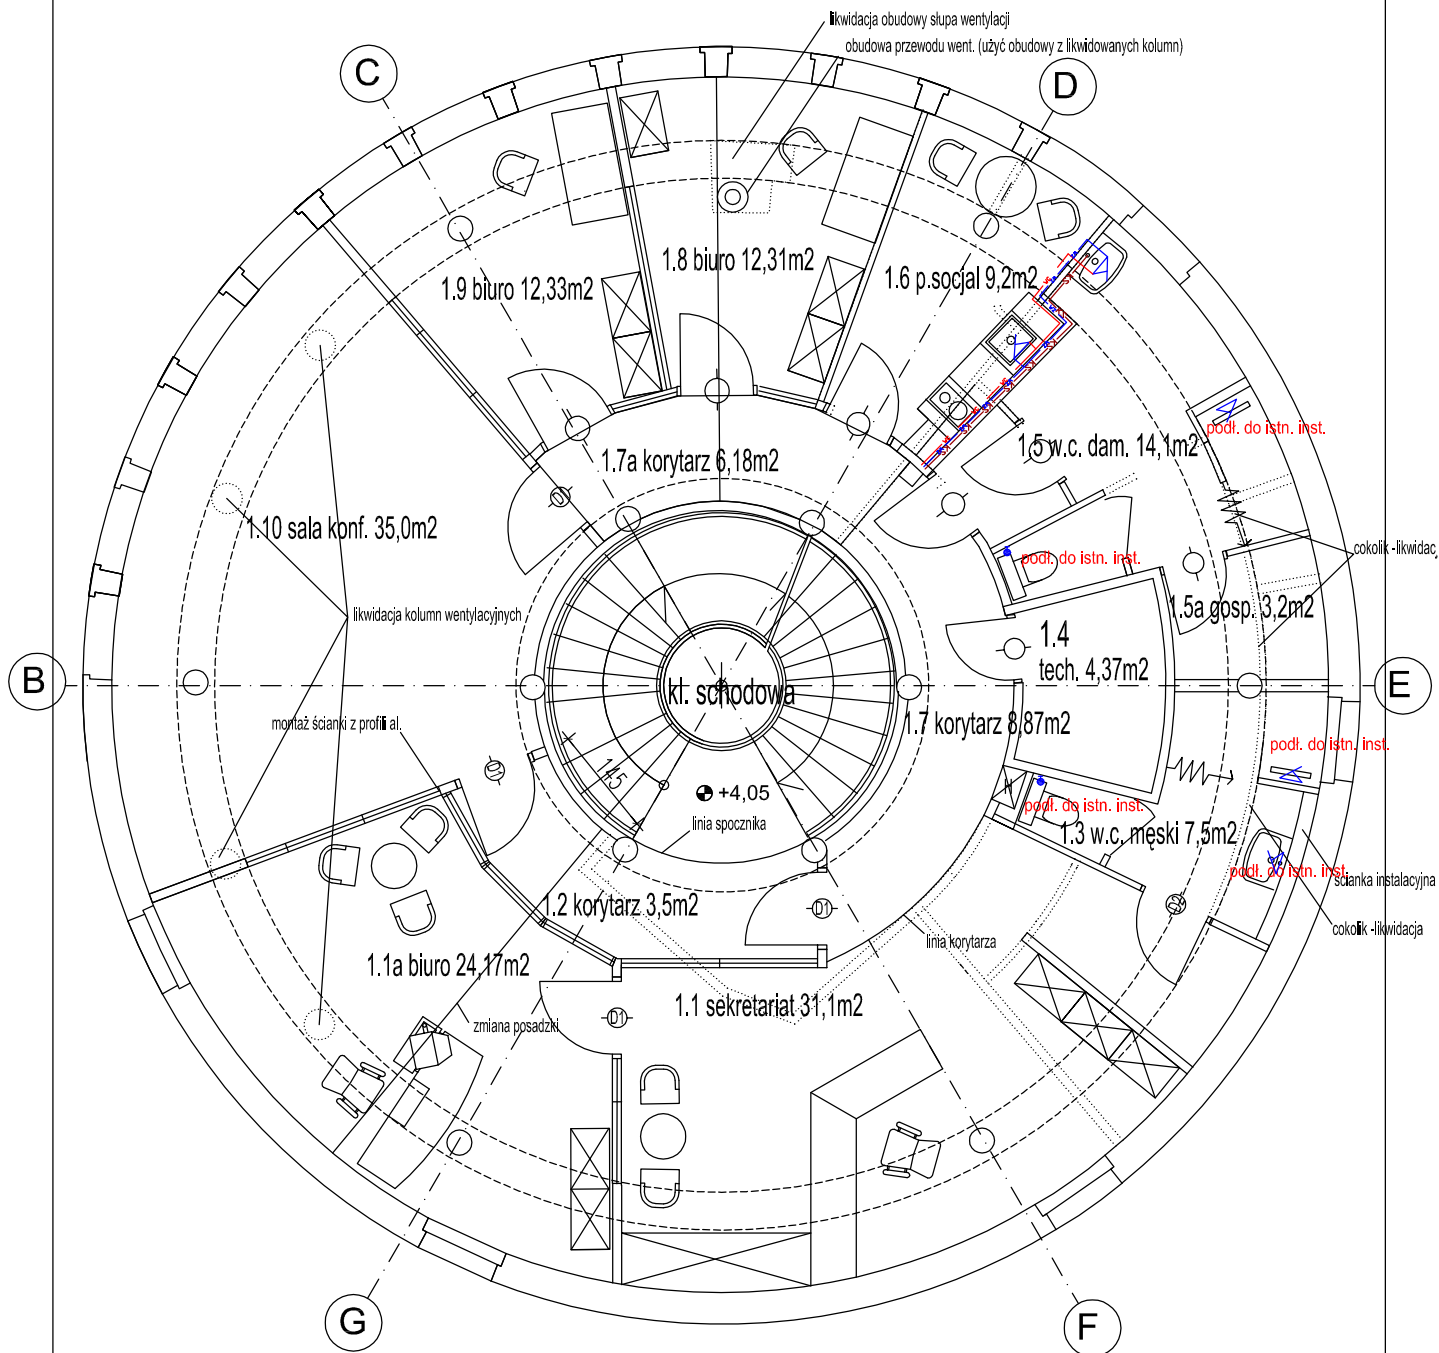 likwidacja obudowy słupa wentylacji
obudowa przewodu went. (użyć obudowy z likwidowanych kolumn)
C
D
1.8 biuro 12,31m2
1.9 biuro 12,33m2
1.6 p.socjal 9,2m2
podł. do istn. inst.
1.5 w.c. dam. 14,1m2
1.7a korytarz 6,18m2
1.10 sala konf. 35,0m2
cokolik -likwidac
podł. do istn. inst.
1.5a gosp. 3,2m2
likwidacja kolumn wentylacyjnych
1.4
tech. 4,37m2
B
E
kl. schodowa
1.7 korytarz 8,87m2
montaż ścianki z profili al.
podł. do istn. inst.
D1
145
+4,05
podł. do istn. inst.
linia spocznika
1.3 w.c. męski 7,5m2
podł. do istn. inst.
ścianka instalacyjna
1.2 korytarz 3,5m2
D1
D2
cokolik -likwidacja
linia korytarza
1.1a biuro 24,17m2
1.1 sekretariat 31,1m2
zmiana posadzki
D1
G
F